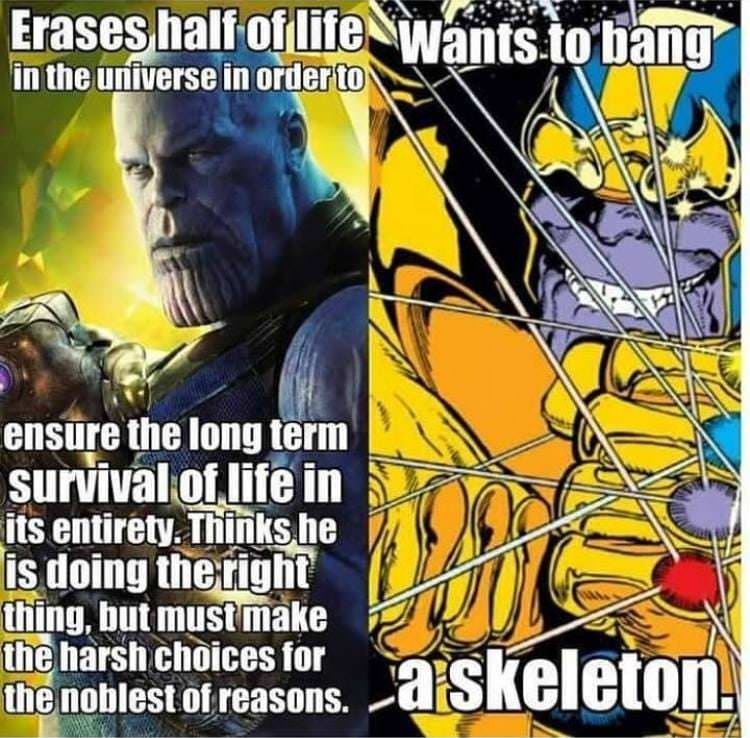 Erases half of life
in the universe in order to
ensure the long term
survival of life in
its entirety. Thinks he
is doing the right
thing, but must make
the harsh choices for
the noblest of reasons.
Wants to bang
a skeleton.